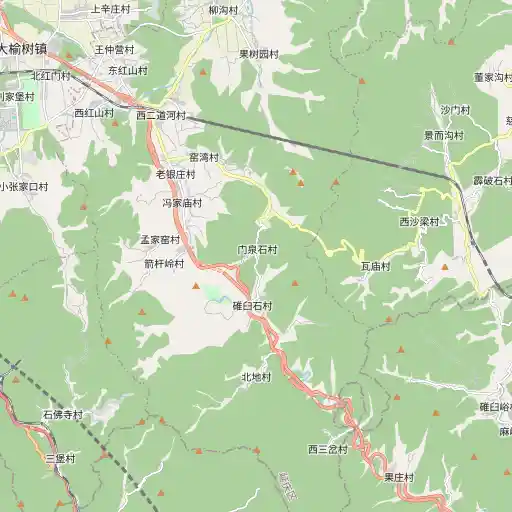 上辛庄村
柳沟村
大榆树镇
王仲营村
果树园村
东红山村
北红门村
董家沟村
刘家堡村
西红山村
西二道河村
沙门村
景而沟村
窑湾村
老银庄村
小张家口村
霹破石村
冯家庙村
西沙梁村
孟家窑村
门泉石村
箭杆岭村
瓦庙村
碓臼石村
北地村
碓臼峪村
石佛寺村
西三岔村
三堡村
果庄村
延庆区